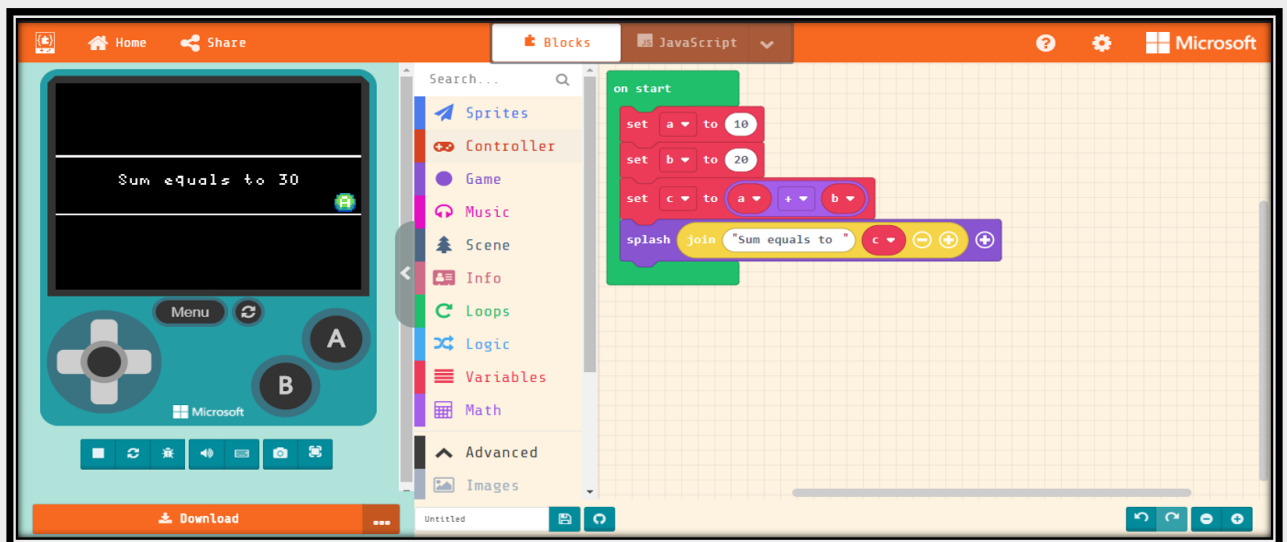 Home
Share
Blocks
JS JavaScript
Microsoft
Sum equals to 30
A
Menu
A
B
Microsoft
Download
Search...
Sprites
Controller
Game
Music
Scene
Info
Loops
Logic
Variables
Math
Advanced
Images
Untitled
on start
set a to 10
set b to 20
set c to a + b
splash join "Sum equals to " c